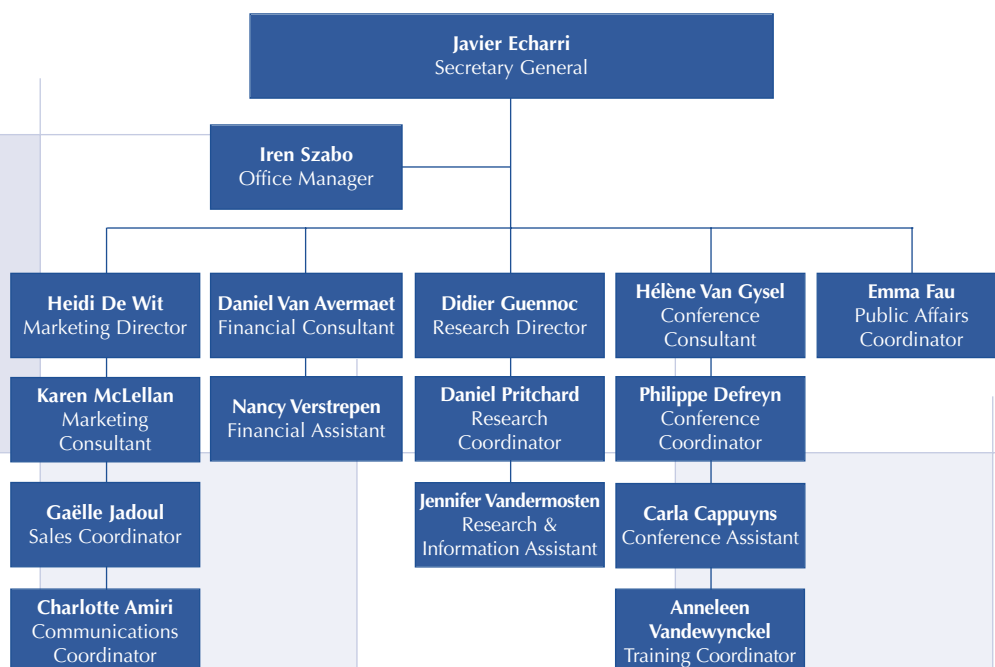 Javier Echarri
Secretary General
Iren Szabo
Office Manager
Heidi De Wit
Marketing Director
Daniel Van Avermaet
Financial Consultant
Didier Guennoc
Research Director
Hélène Van Gysel
Conference
Consultant
Emma Fau
Public Affairs
Coordinator
Karen McLellan
Marketing
Consultant
Nancy Verstrepen
Financial Assistant
Daniel Pritchard
Research
Coordinator
Philippe Defreyn
Conference
Coordinator
Gaëlle Jadoul
Sales Coordinator
Jennifer Vandermosten
Research &
Information Assistant
Carla Cappuyns
Conference Assistant
Charlotte Amiri
Communications
Coordinator
Anneleen
Vandewynckel
Training Coordinator